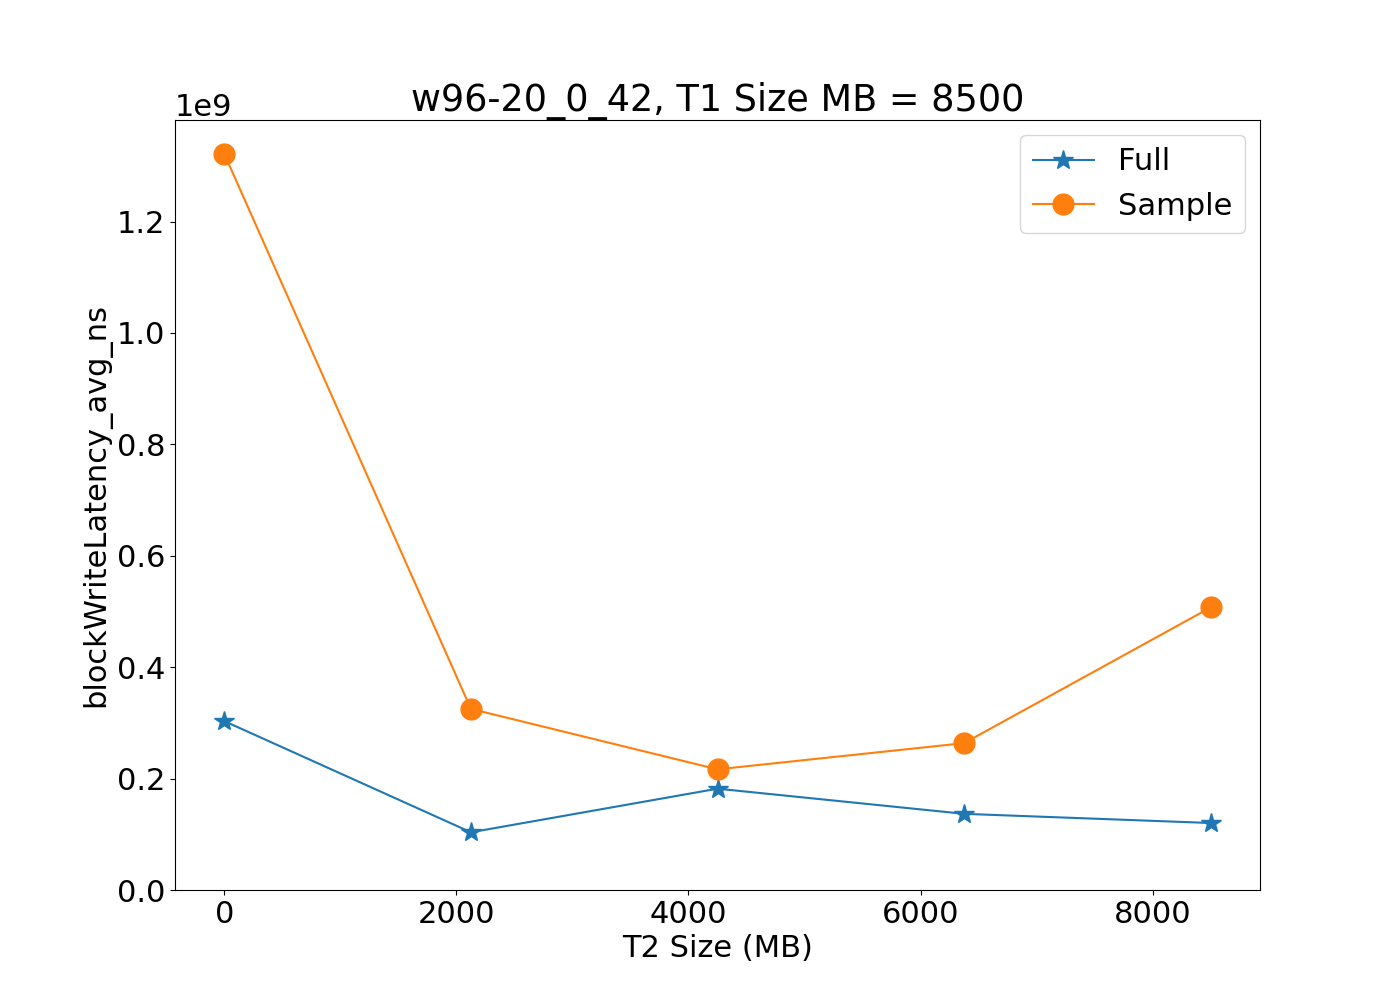 w96-20_0_42, T1 Size MB = 8500
1e9
Full
Sample
blockWriteLatency_avg_ns
1.2
1.0
0.8
0.6
0.4
0.2
0.0
0 2000 4000 6000 8000
T2 Size (MB)